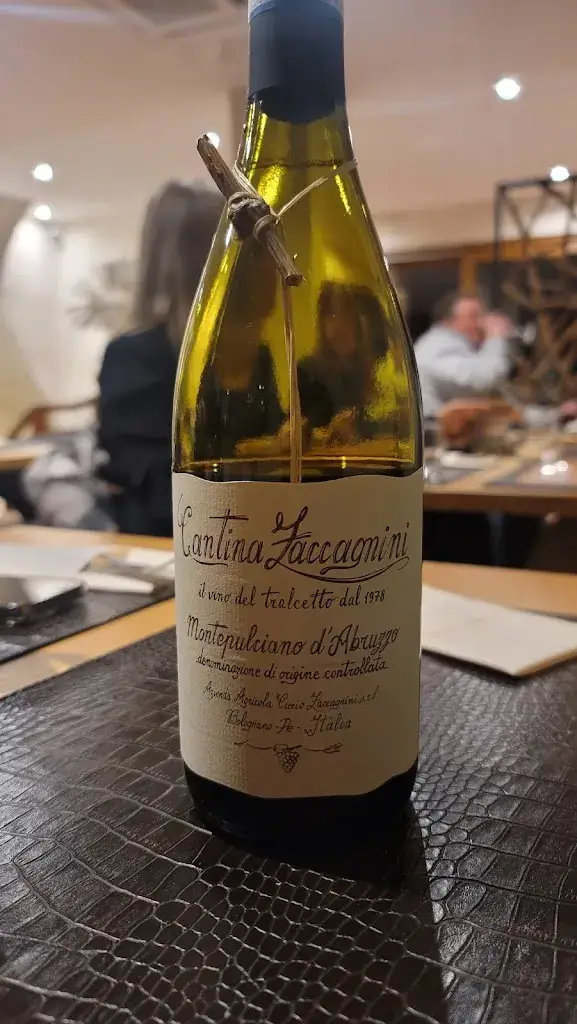 Cantina Zaccagnini
il vino del tralcetto dal 1978
Montepulciano d'Abruzzo
denominazione di origine controllata
Azienda Agricola Ciccio Zaccagnini s.r.l.
Bolognano - Pe - Italia